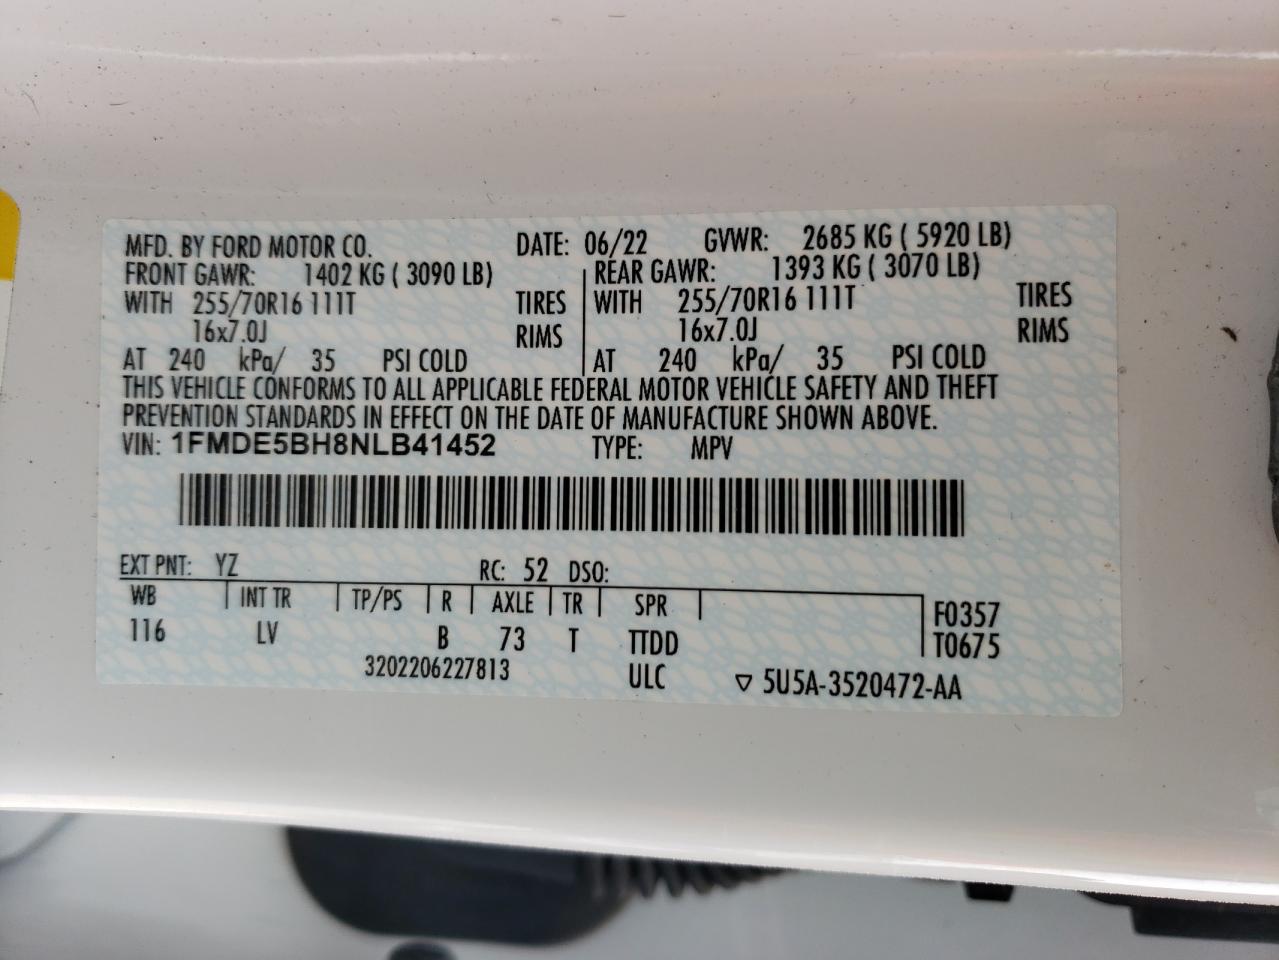 MFD. BY FORD MOTOR CO. DATE: 06/22 GVWR: 2685 KG ( 5920 LB)
FRONT GAWR: 1402 KG ( 3090 LB) REAR GAWR: 1393 KG ( 3070 LB)
WITH 255/70R16 111T TIRES WITH 255/70R16 111T TIRES
16x7.0J RIMS 16x7.0J RIMS
AT 240 kPa/ 35 PSI COLD AT 240 kPa/ 35 PSI COLD
THIS VEHICLE CONFORMS TO ALL APPLICABLE FEDERAL MOTOR VEHICLE SAFETY AND THEFT
PREVENTION STANDARDS IN EFFECT ON THE DATE OF MANUFACTURE SHOWN ABOVE.
VIN: 1FMDE5BH8NLB41452 TYPE: MPV
EXT PNT: YZ RC: 52 DSO:
WB INT TR TP/PS R AXLE TR SPR F0357
116 LV B 73 T TTDD T0675
3202206227813 ULC ▽ 5U5A-3520472-AA